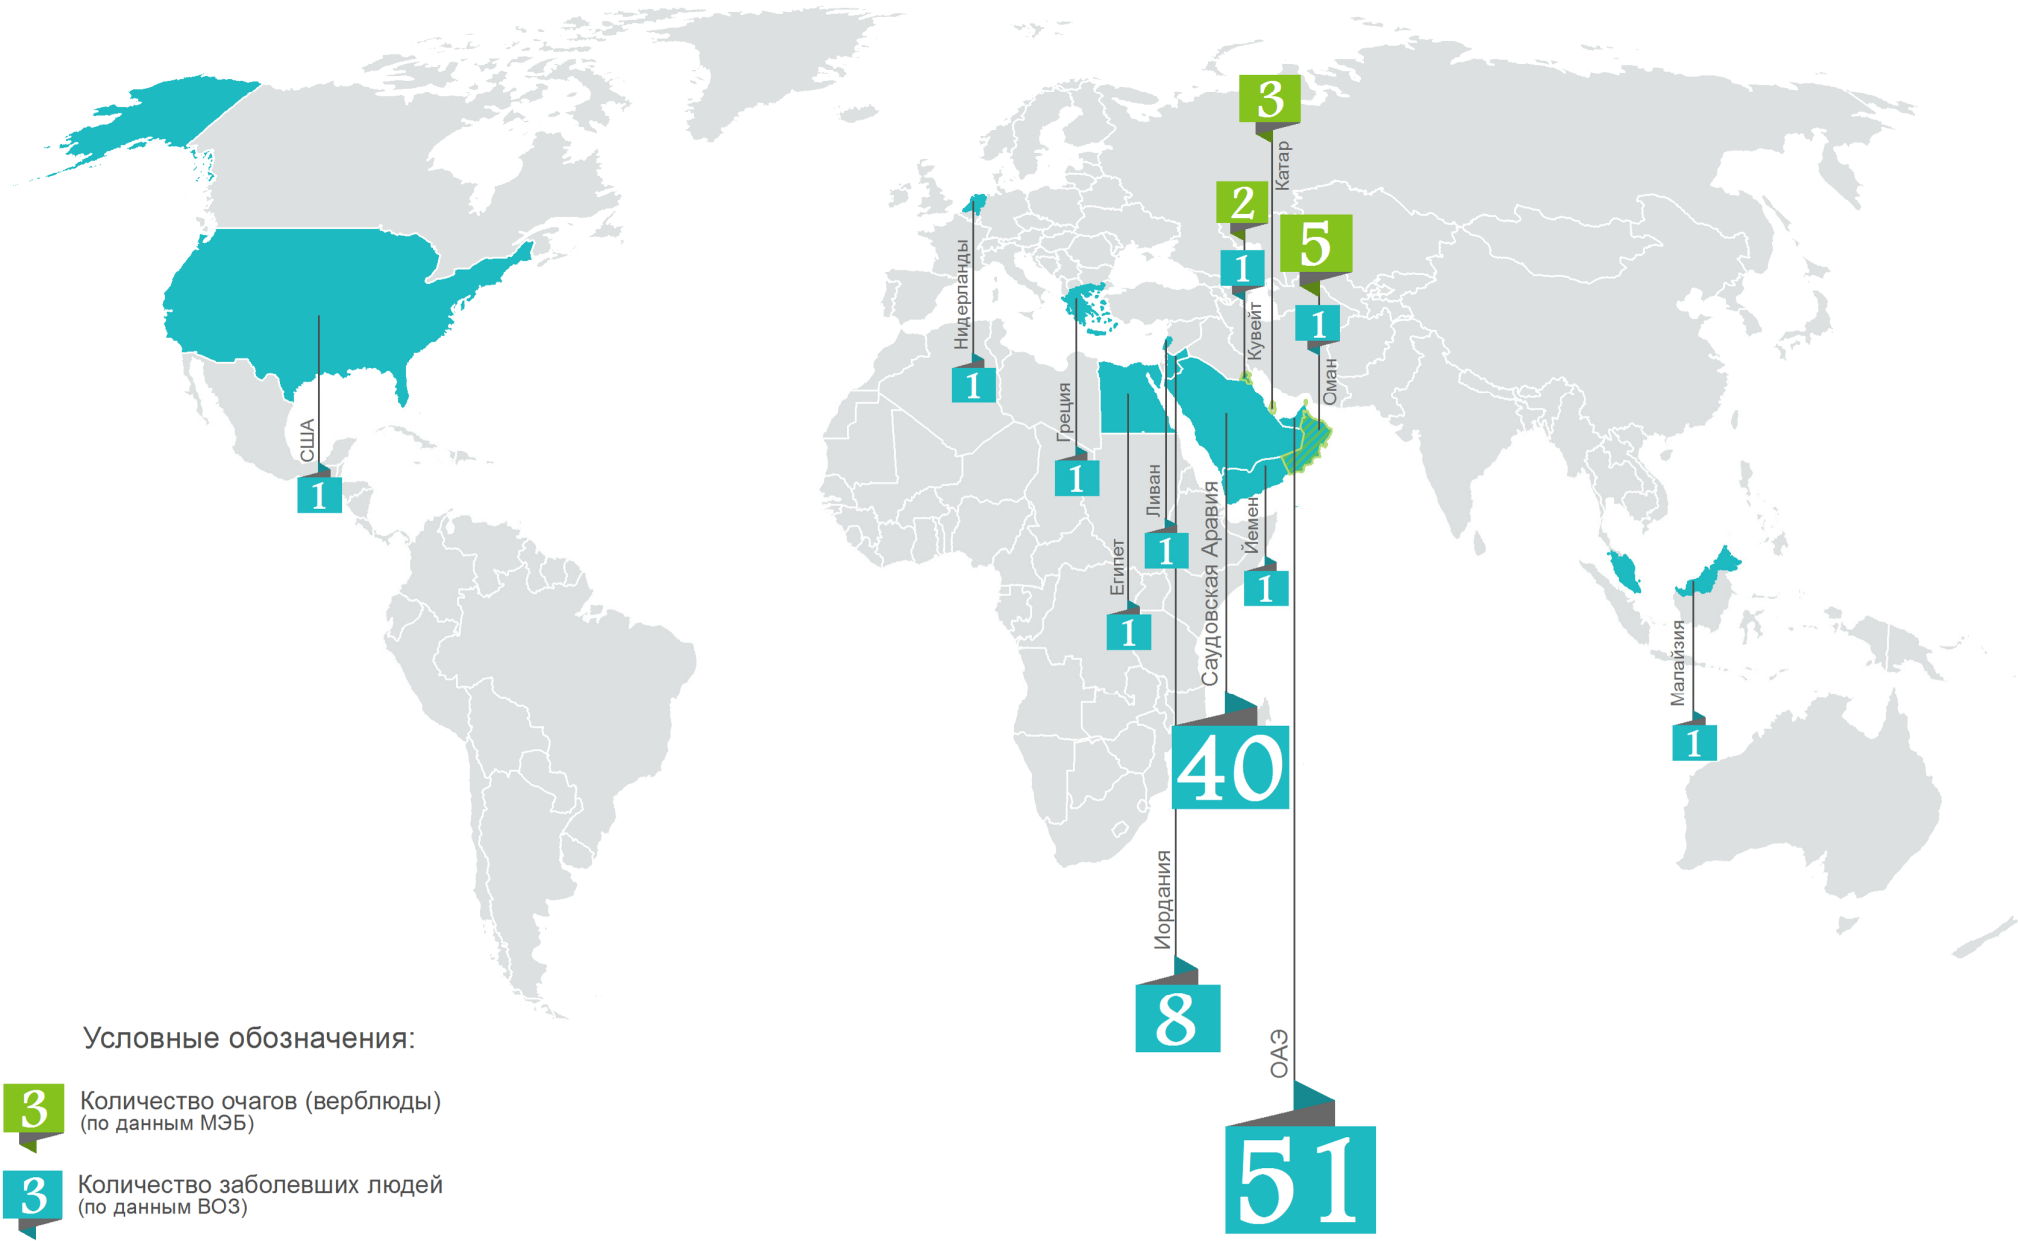 3
Катар
2
1
Кувейт
5
1
Оман
Нидерланды
1
Греция
1
США
1
Ливан
1
Египет
1
Саудовская Аравия
40
Йемен
1
Малайзия
1
Иордания
8
ОАЭ
51
Условные обозначения:
3
Количество очагов (верблюды)
(по данным МЭБ)
3
Количество заболевших людей
(по данным ВОЗ)